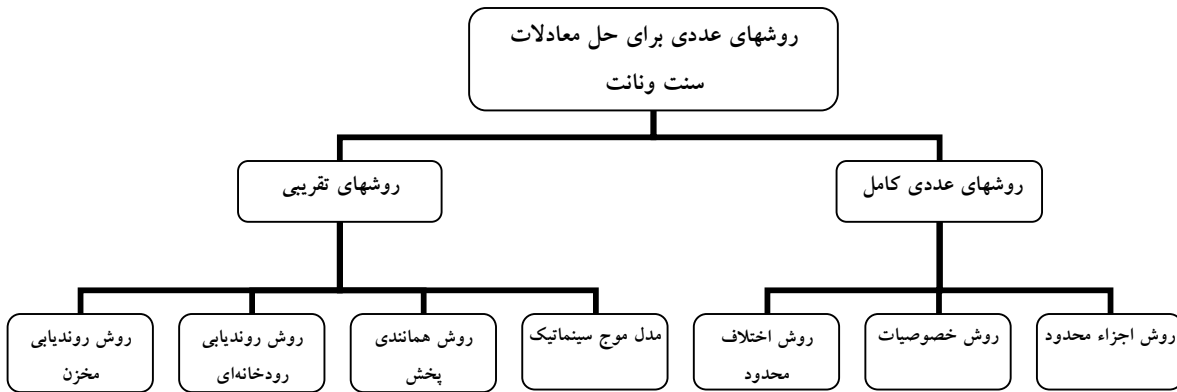 روشهای عددی برای حل معادلات
سنت ونانت
روشهای عددی کامل
روشهای تقریبی
روش اجزاء محدود
روش خصوصیات
روش اختلاف
محدود
مدل موج سینماتیک
روش همانندی
پخش
روش روندیابی
رودخانه‌ای
روش روندیابی
مخزن